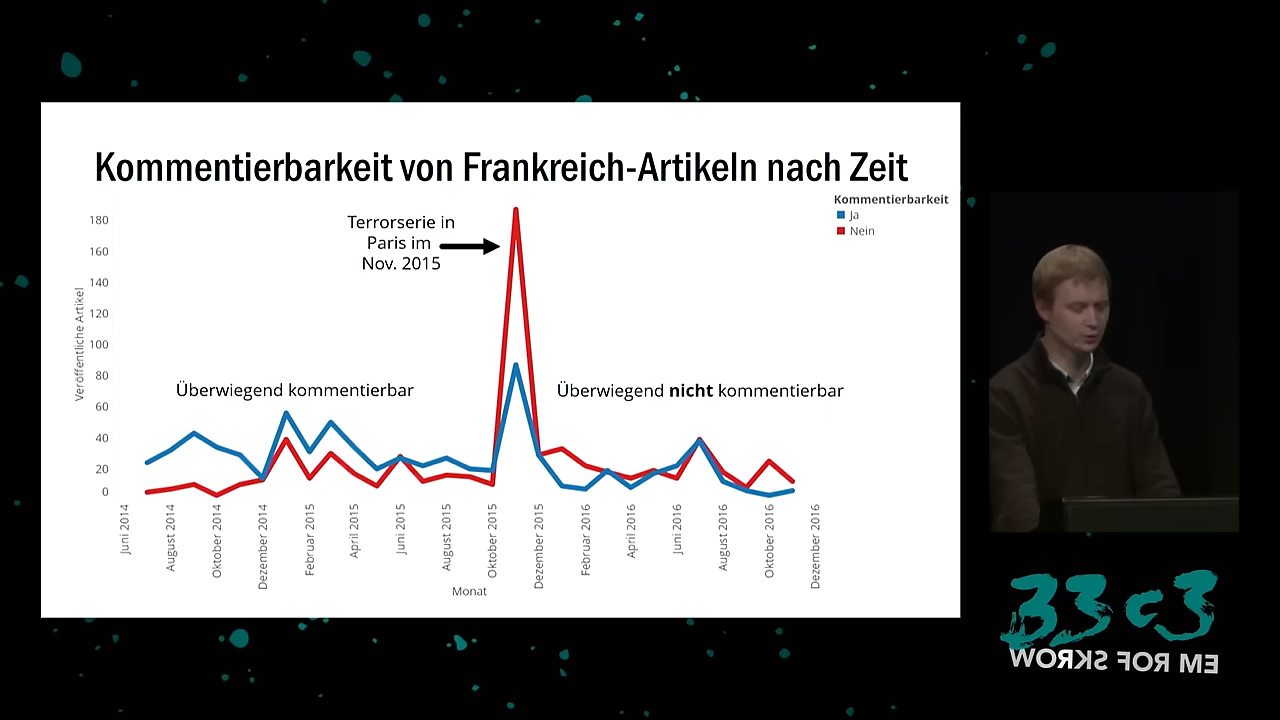 Kommentierbarkeit von Frankreich-Artikeln nach Zeit
Kommentierbarkeit
Ja
Nein
Terrorserie in
Paris im
Nov. 2015
Überwiegend kommentierbar
Überwiegend nicht kommentierbar
Veröffentliche Artikel
180
160
140
120
100
80
60
40
20
0
Juni 2014
August 2014
Oktober 2014
Dezember 2014
Februar 2015
April 2015
Juni 2015
August 2015
Oktober 2015
Dezember 2015
Februar 2016
April 2016
Juni 2016
August 2016
Oktober 2016
Dezember 2016
Monat
33c3
WORKS FOR ME